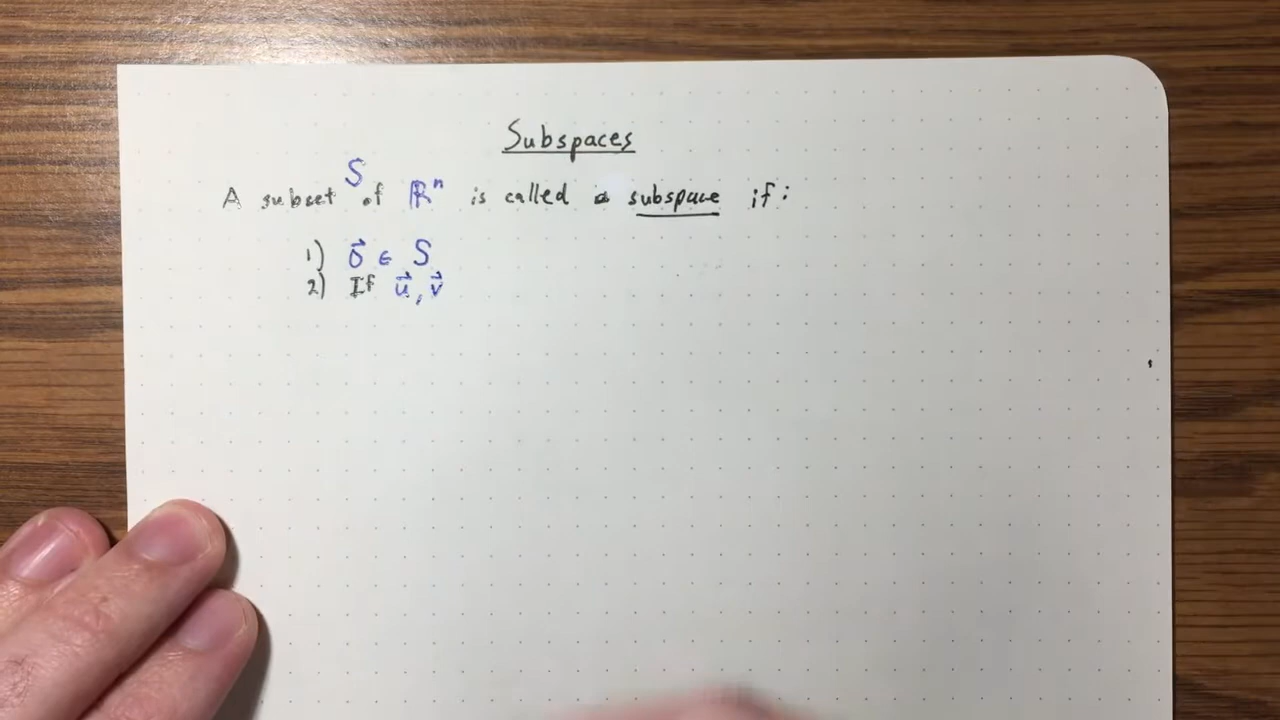 Subspaces
A subset S of ℝⁿ is called a subspace if:
1) 0⃗ ∈ S
2) If u⃗, v⃗